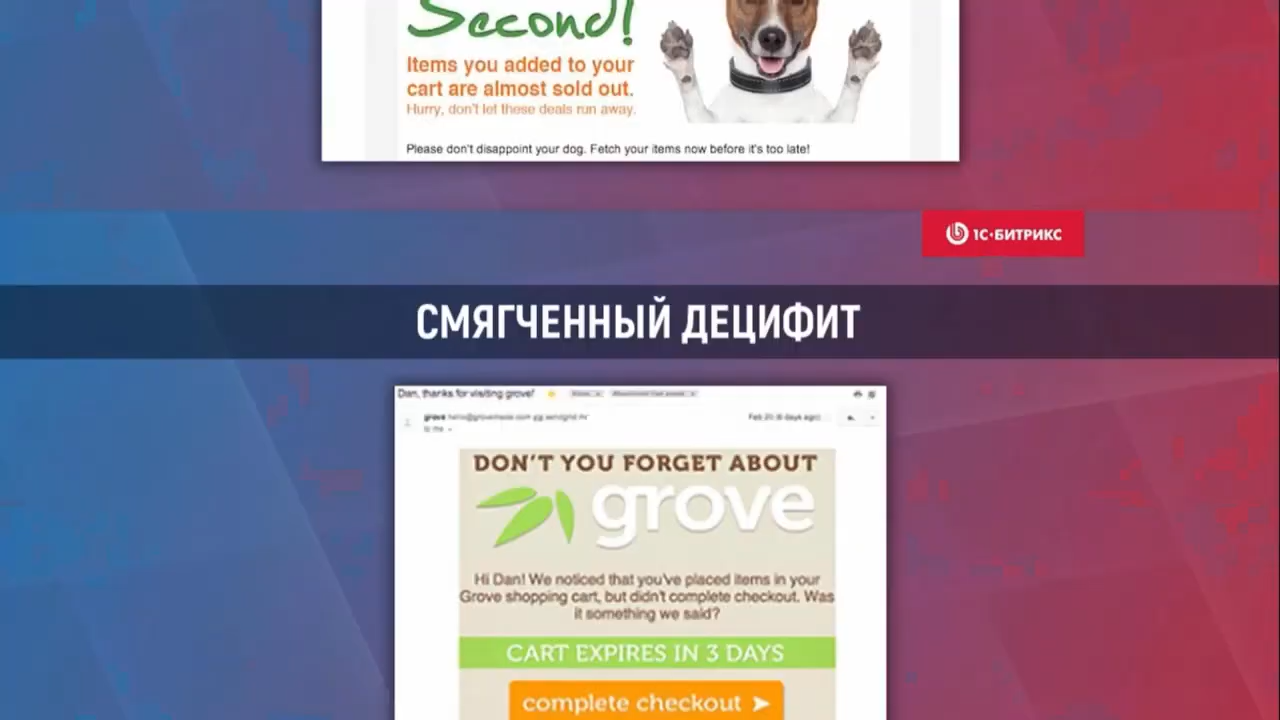 Second!
Items you added to your
cart are almost sold out.
Hurry, don't let these deals run away.
Please don't disappoint your dog. Fetch your items now before it's too late!
1С-БИТРИКС
СМЯГЧЕННЫЙ ДЕЦИФИТ
Dan, thanks for visiting grove!
grove
to me
DON'T YOU FORGET ABOUT
grove
Hi Dan! We noticed that you've placed items in your
Grove shopping cart, but didn't complete checkout. Was
it something we said?
CART EXPIRES IN 3 DAYS
complete checkout ➤